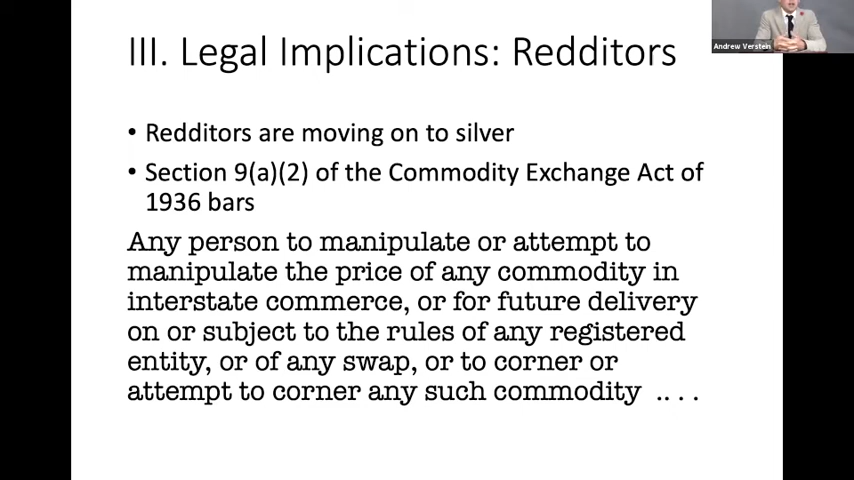 III. Legal Implications: Redditors
Andrew Verstein
• Redditors are moving on to silver
• Section 9(a)(2) of the Commodity Exchange Act of
1936 bars
Any person to manipulate or attempt to
manipulate the price of any commodity in
interstate commerce, or for future delivery
on or subject to the rules of any registered
entity, or of any swap, or to corner or
attempt to corner any such commodity .. . .